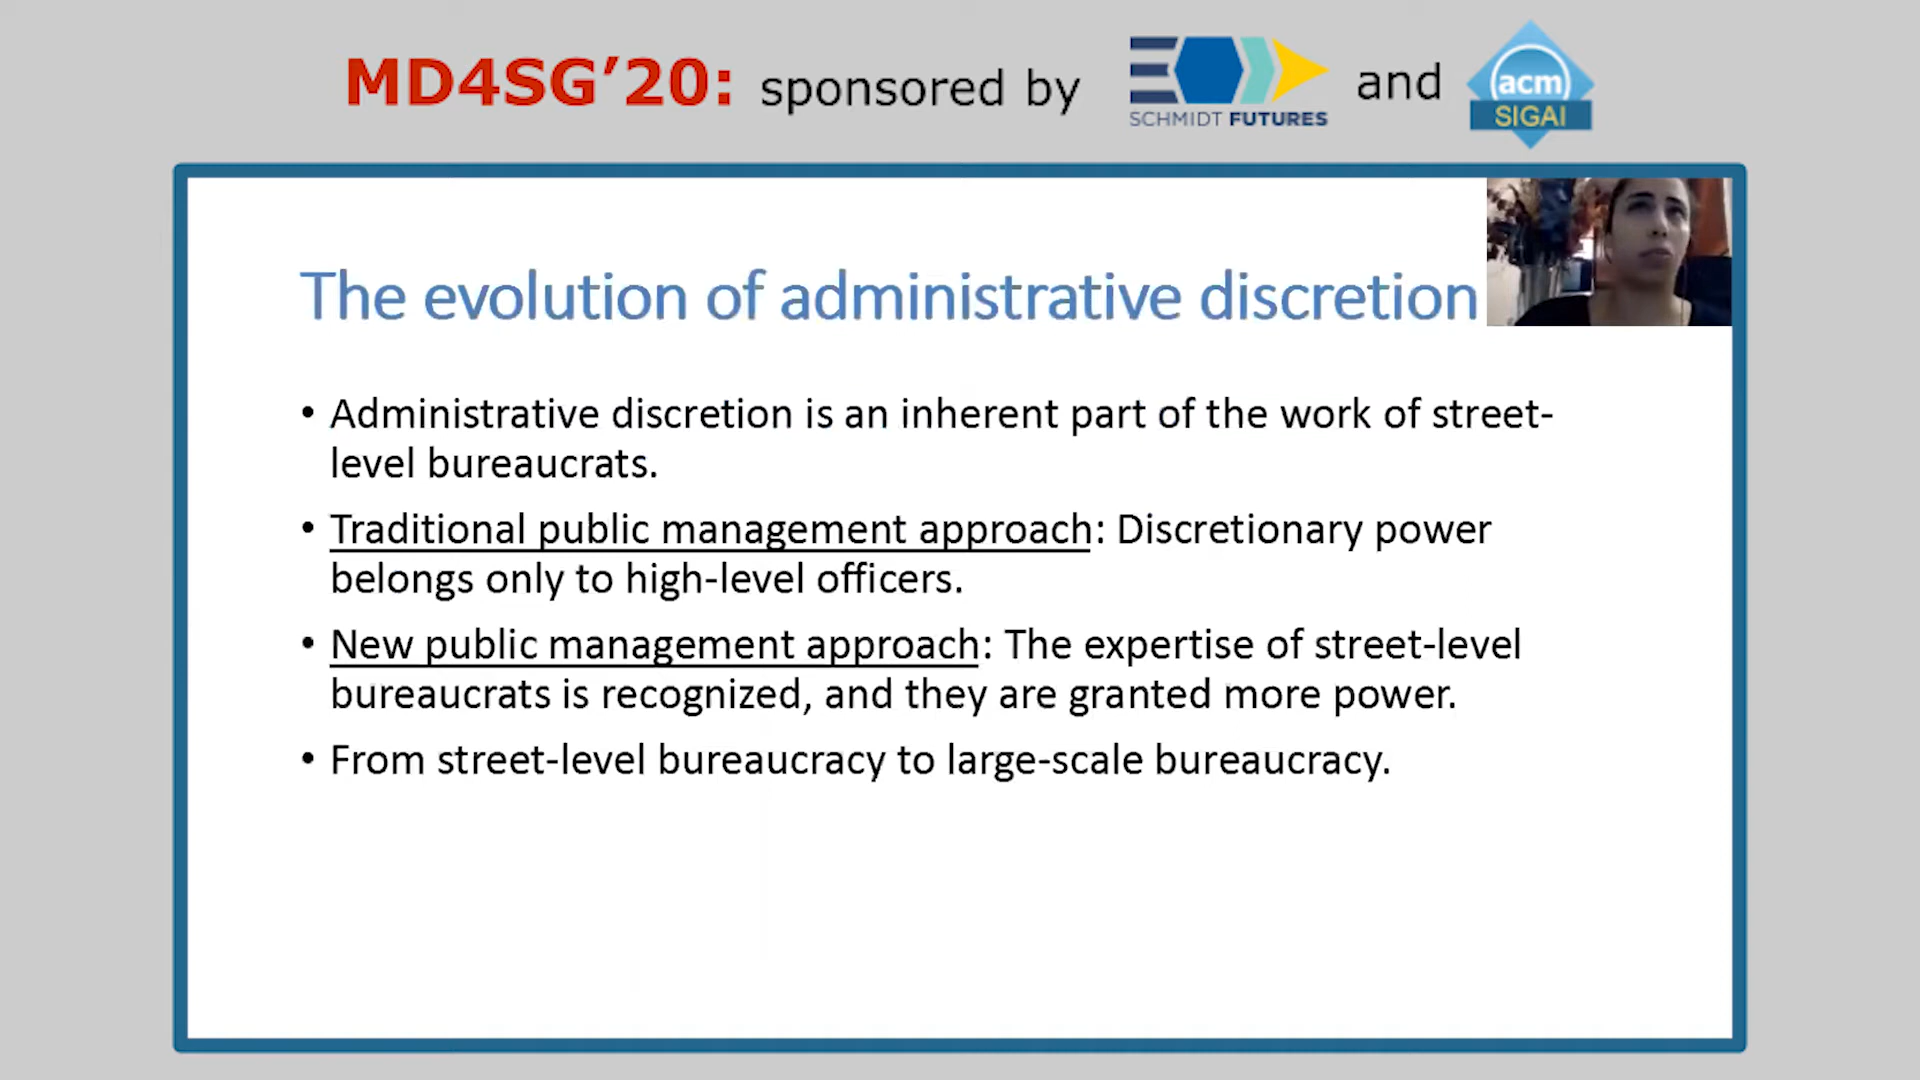 MD4SG’20: sponsored by SCHMIDT FUTURES and acm SIGAI
The evolution of administrative discretion
• Administrative discretion is an inherent part of the work of street-
level bureaucrats.
• Traditional public management approach: Discretionary power
belongs only to high-level officers.
• New public management approach: The expertise of street-level
bureaucrats is recognized, and they are granted more power.
• From street-level bureaucracy to large-scale bureaucracy.